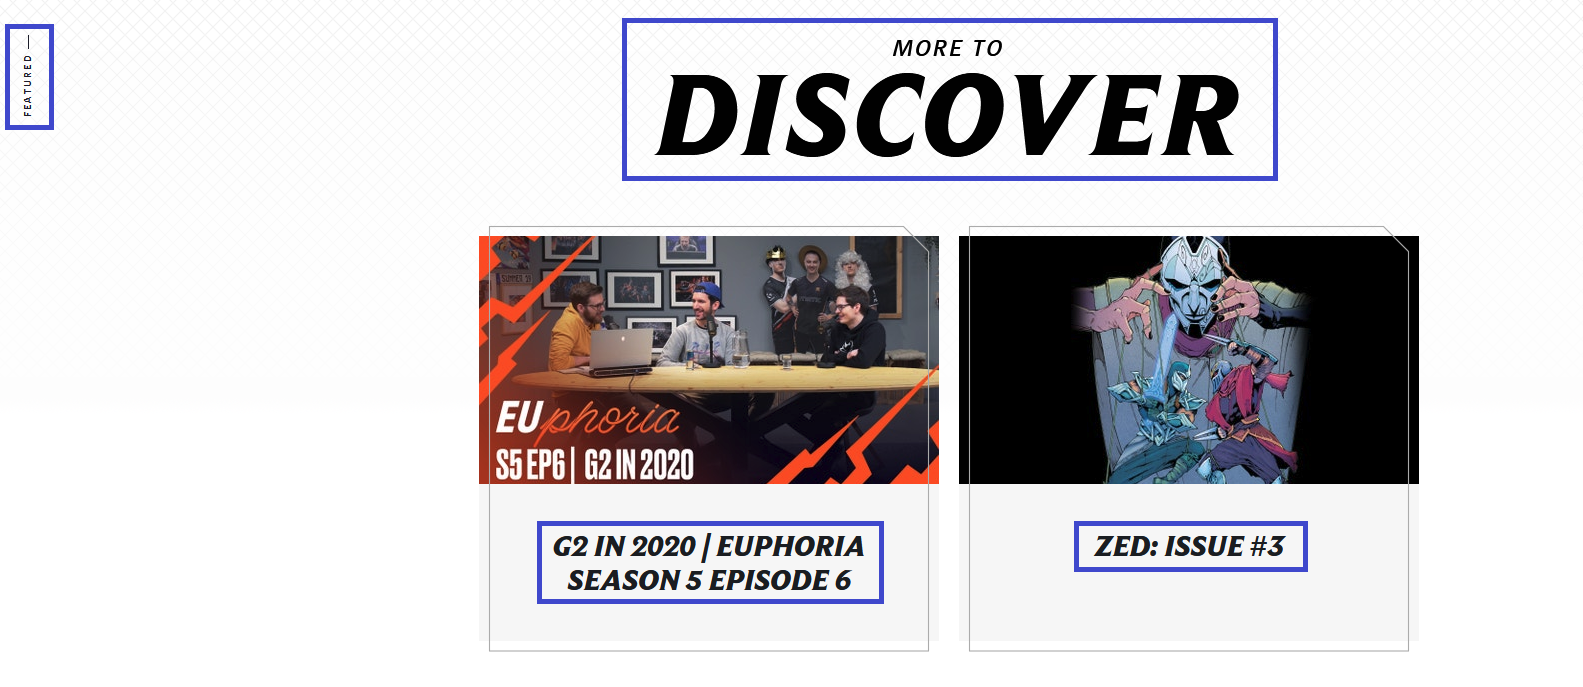 FEATURED
MORE TO
DISCOVER
EUphoria
S5 EP6 | G2 IN 2020
G2 IN 2020 | EUPHORIA
SEASON 5 EPISODE 6
ZED: ISSUE #3